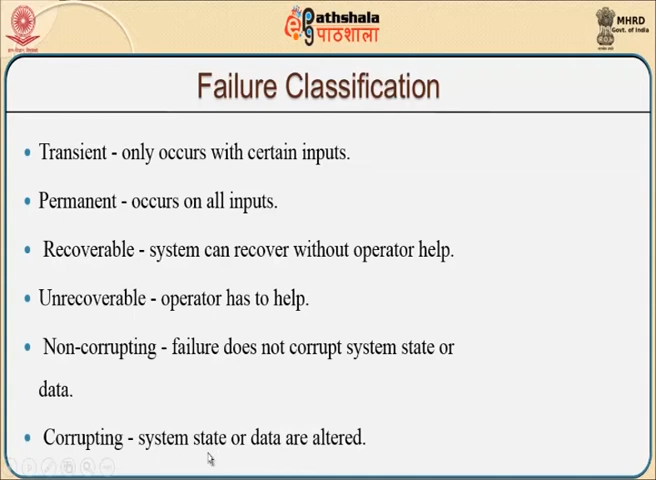 ePathshala
पाठशाला
MHRD
Govt. of India
Failure Classification
• Transient - only occurs with certain inputs.
• Permanent - occurs on all inputs.
• Recoverable - system can recover without operator help.
• Unrecoverable - operator has to help.
• Non-corrupting - failure does not corrupt system state or
data.
• Corrupting - system state or data are altered.